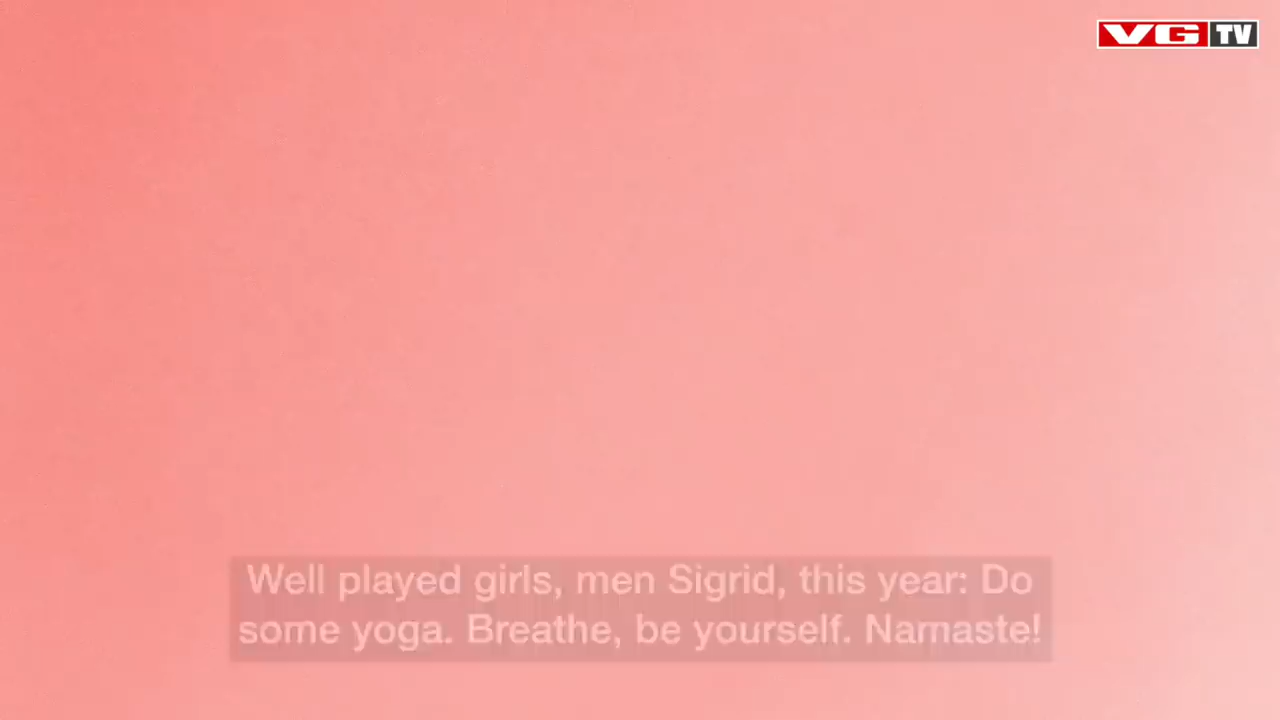 VG TV
Well played girls, men Sigrid, this year: Do
some yoga. Breathe, be yourself. Namaste!